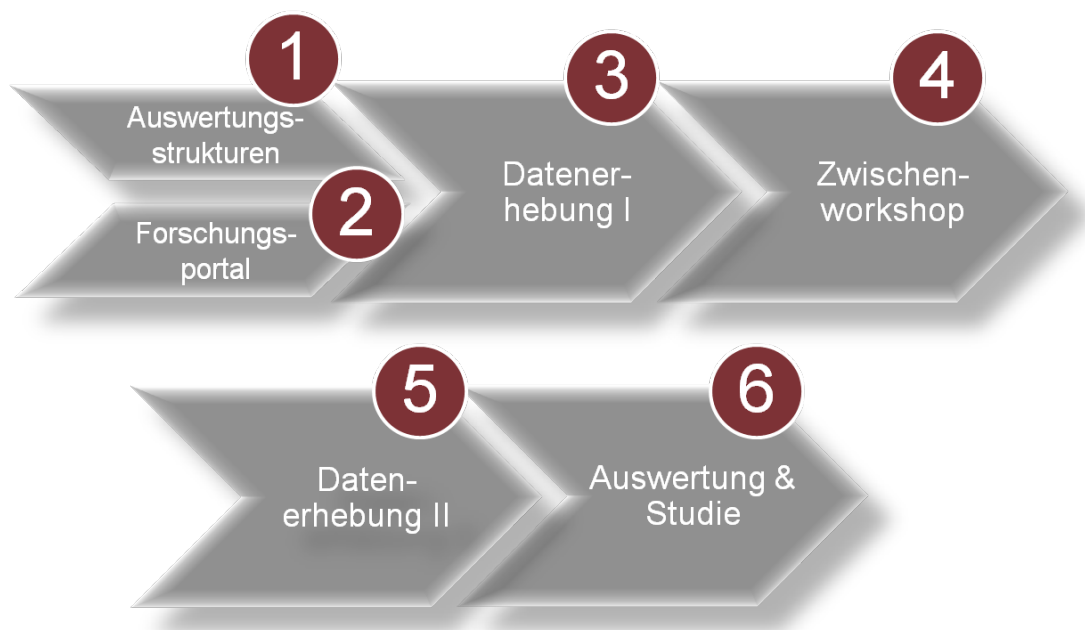 1
Auswertungs-
strukturen
2
Forschungs-
portal
3
Datener-
hebung I
4
Zwischen-
workshop
5
Daten-
erhebung II
6
Auswertung &
Studie